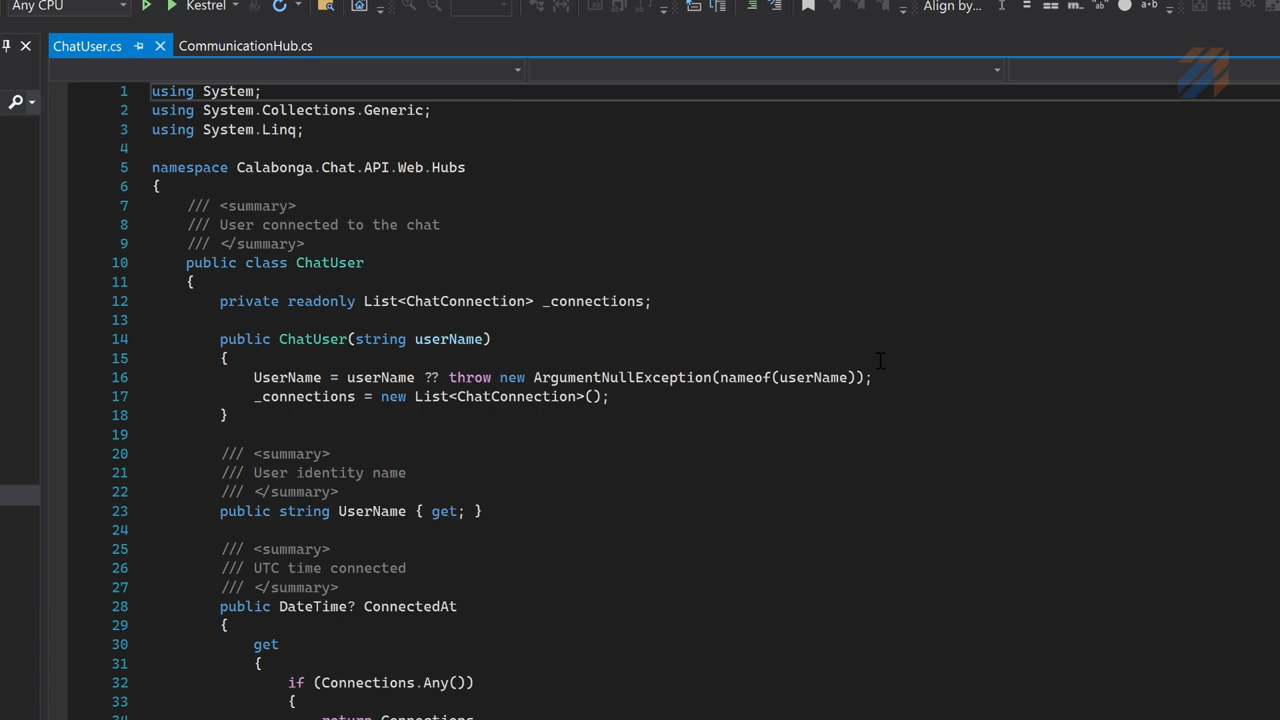 Any CPU
Kestrel
Align by...
ChatUser.cs
CommunicationHub.cs
1 using System;
2 using System.Collections.Generic;
3 using System.Linq;
4
5 namespace Calabonga.Chat.API.Web.Hubs
6 {
7 /// <summary>
8 /// User connected to the chat
9 /// </summary>
10 public class ChatUser
11 {
12 private readonly List<ChatConnection> _connections;
13
14 public ChatUser(string userName)
15 {
16 UserName = userName ?? throw new ArgumentNullException(nameof(userName));
17 _connections = new List<ChatConnection>();
18 }
19
20 /// <summary>
21 /// User identity name
22 /// </summary>
23 public string UserName { get; }
24
25 /// <summary>
26 /// UTC time connected
27 /// </summary>
28 public DateTime? ConnectedAt
29 {
30 get
31 {
32 if (Connections.Any())
33 {
34 return Connections